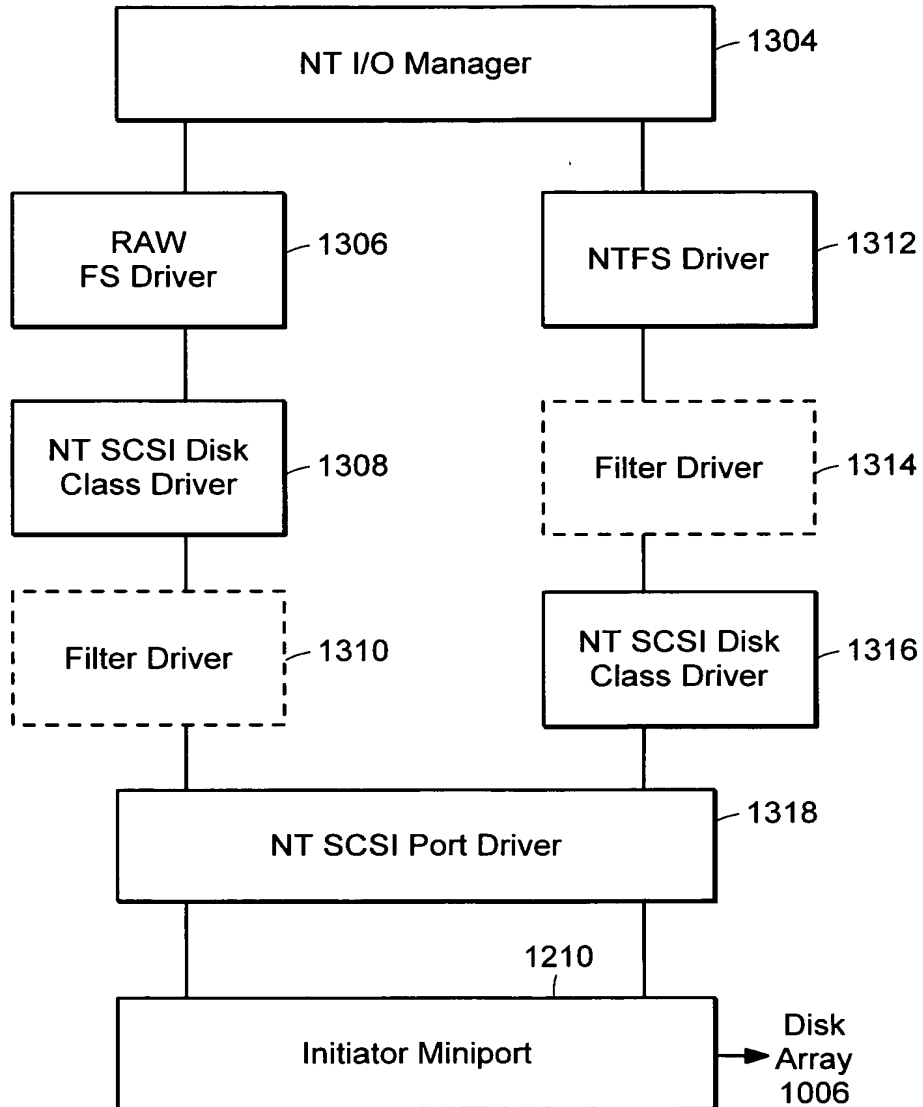 NT I/O Manager
1304
RAW
FS Driver
1306
NTFS Driver
1312
NT SCSI Disk
Class Driver
1308
Filter Driver
1314
Filter Driver
1310
NT SCSI Disk
Class Driver
1316
NT SCSI Port Driver
1318
1210
Initiator Miniport
Disk
Array
1006